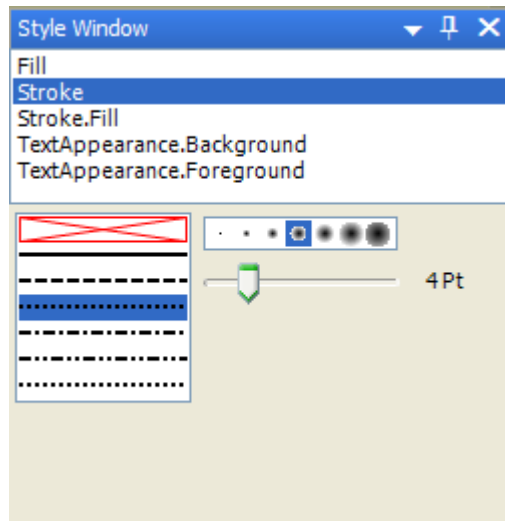 Style Window
Fill
Stroke
Stroke.Fill
TextAppearance.Background
TextAppearance.Foreground
4 Pt